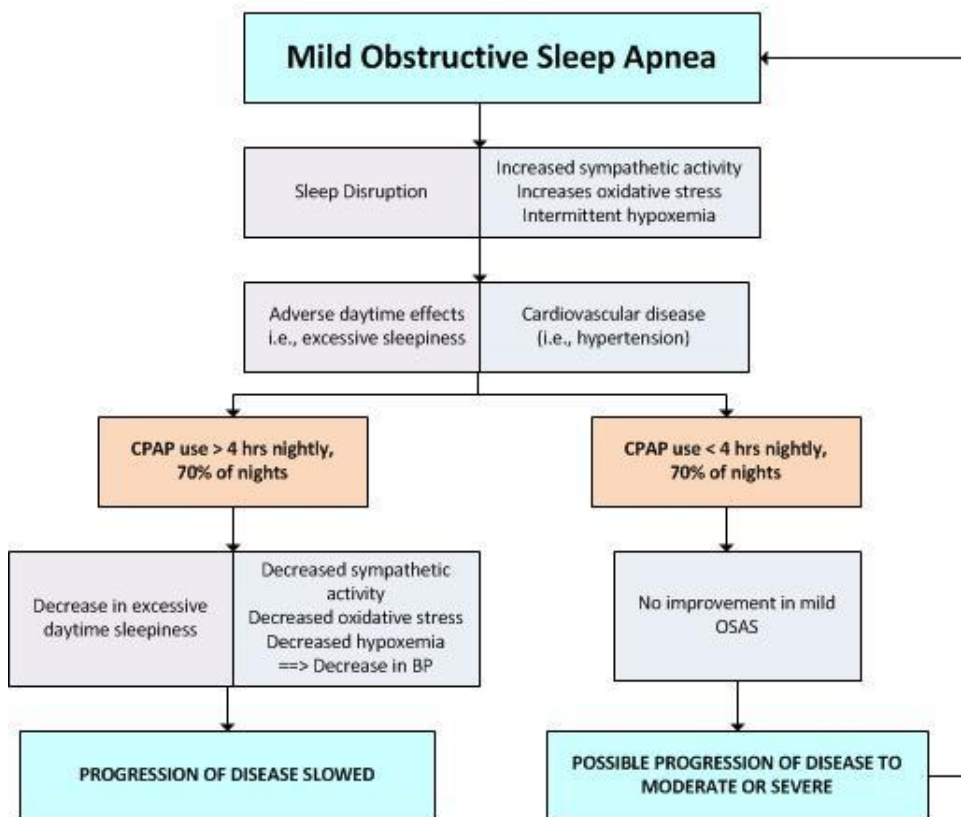 Mild Obstructive Sleep Apnea
Sleep Disruption
Increased sympathetic activity
Increases oxidative stress
Intermittent hypoxemia
Adverse daytime effects
i.e., excessive sleepiness
Cardiovascular disease
(i.e., hypertension)
CPAP use > 4 hrs nightly,
70% of nights
CPAP use < 4 hrs nightly,
70% of nights
Decrease in excessive
daytime sleepiness
Decreased sympathetic
activity
Decreased oxidative stress
Decreased hypoxemia
==> Decrease in BP
No improvement in mild
OSAS
PROGRESSION OF DISEASE SLOWED
POSSIBLE PROGRESSION OF DISEASE TO
MODERATE OR SEVERE